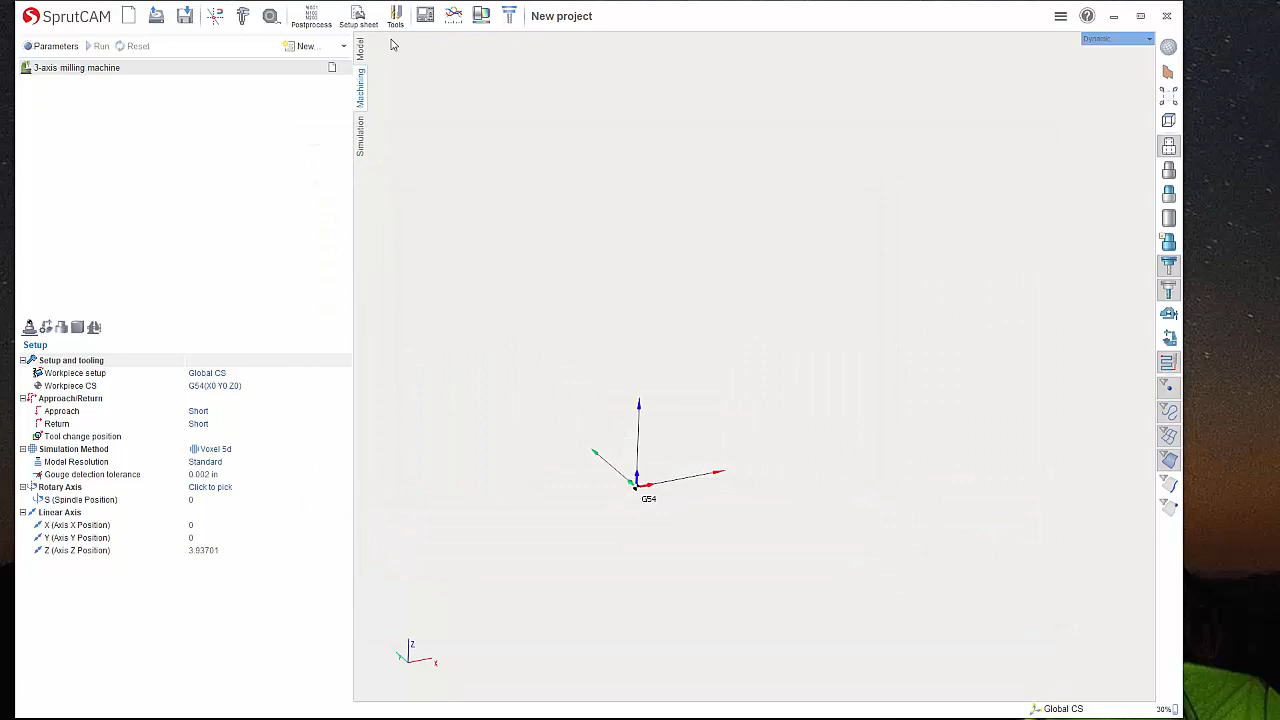 SprutCAM
N001
N100
N100
Postprocess
Setup sheet
Tools
New project
Parameters Run Reset New...
3-axis milling machine
Model
Machining
Simulation
Dynamic
Setup
Setup and tooling
Workpiece setup Global CS
Workpiece CS G54(X0 Y0 Z0)
Approach/Return
Approach Short
Return Short
Tool change position
Simulation Method Voxel 5d
Model Resolution Standard
Gouge detection tolerance 0.002 in
Rotary Axis Click to pick
S (Spindle Position) 0
Linear Axis
X (Axis X Position) 0
Y (Axis Y Position) 0
Z (Axis Z Position) 3.93701
G54
Z
Y
X
Global CS
30%